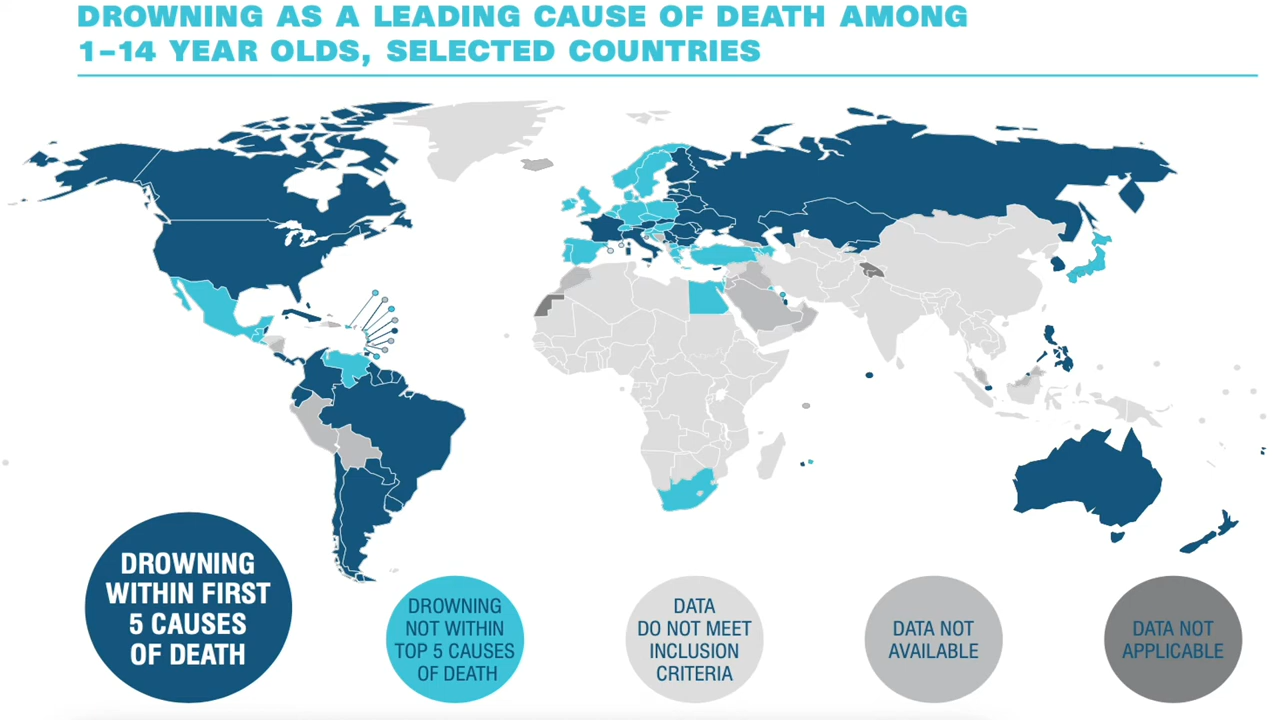 DROWNING AS A LEADING CAUSE OF DEATH AMONG
1–14 YEAR OLDS, SELECTED COUNTRIES
DROWNING
WITHIN FIRST
5 CAUSES
OF DEATH
DROWNING
NOT WITHIN
TOP 5 CAUSES
OF DEATH
DATA
DO NOT MEET
INCLUSION
CRITERIA
DATA NOT
AVAILABLE
DATA NOT
APPLICABLE